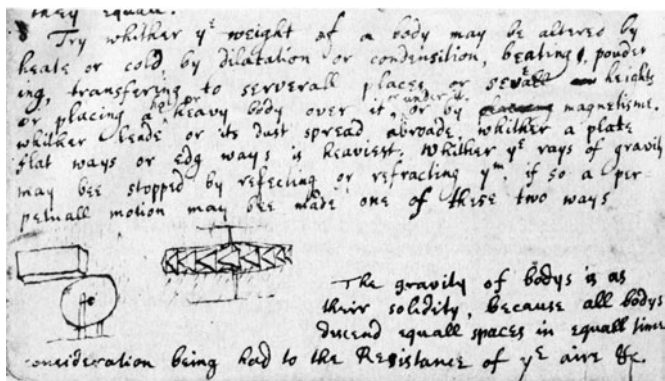 they equall.
Try whither yᵉ weight of a body may be altered by
heate or cold by dilatation or condensition, beating, powder
ing, transfering to serverall places or sevᵉʳall heights
or placing a hot or heavy body over it or under it, or by magnetisme.
whither leade or its dust spread abroade, whither a plate
flat ways or edg ways is heaviest. Whither yᵉ rays of gravity
may bee stopped by reflecting or refracting yᵐ, if so a per
petuall motion may bee made one of these two ways
The gravity of bodys is as
their solidity, because all bodys
descend equall spaces in equall time
consideration being had to the Resistance of yᵉ aire &c.